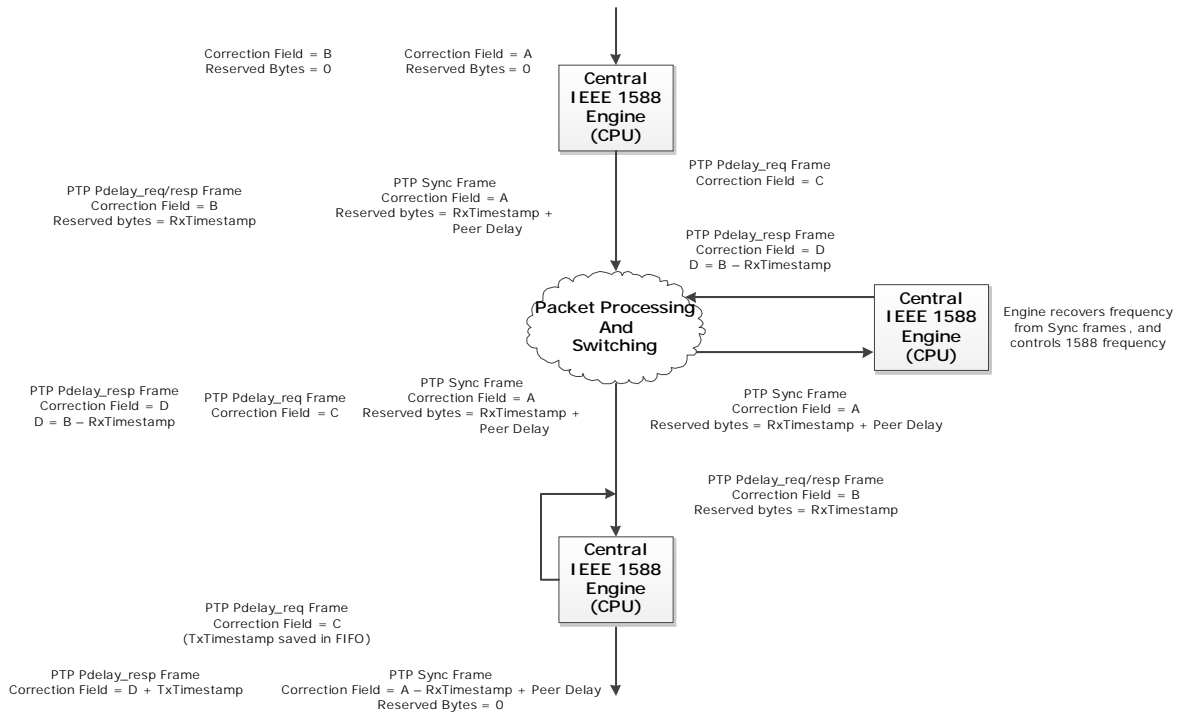 Correction Field = B
Reserved Bytes = 0
Correction Field = A
Reserved Bytes = 0
Central
IEEE 1588
Engine
(CPU)
PTP Pdelay_req/resp Frame
Correction Field = B
Reserved bytes = RxTimestamp
PTP Sync Frame
Correction Field = A
Reserved bytes = RxTimestamp +
Peer Delay
PTP Pdelay_req Frame
Correction Field = C
PTP Pdelay_resp Frame
Correction Field = D
D = B – RxTimestamp
Packet Processing
And
Switching
Central
IEEE 1588
Engine
(CPU)
Engine recovers frequency
from Sync frames, and
controls 1588 frequency
PTP Pdelay_resp Frame
Correction Field = D
D = B – RxTimestamp
PTP Pdelay_req Frame
Correction Field = C
PTP Sync Frame
Correction Field = A
Reserved bytes = RxTimestamp +
Peer Delay
PTP Sync Frame
Correction Field = A
Reserved bytes = RxTimestamp + Peer Delay
PTP Pdelay_req/resp Frame
Correction Field = B
Reserved bytes = RxTimestamp
Central
IEEE 1588
Engine
(CPU)
PTP Pdelay_req Frame
Correction Field = C
(TxTimestamp saved in FIFO)
PTP Pdelay_resp Frame
Correction Field = D + TxTimestamp
PTP Sync Frame
Correction Field = A – RxTimestamp + Peer Delay
Reserved Bytes = 0